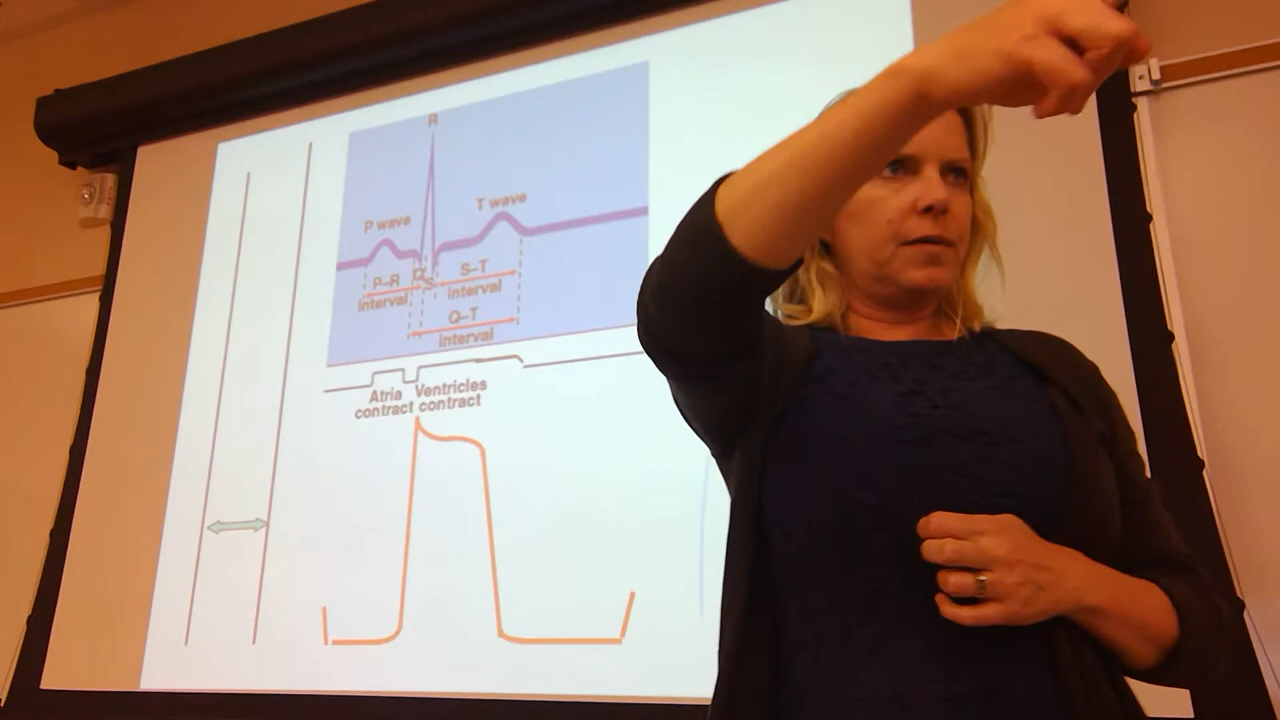 R
P wave
T wave
P–R
interval
Q
S
S–T
interval
Q–T
interval
Atria Ventricles
contract contract